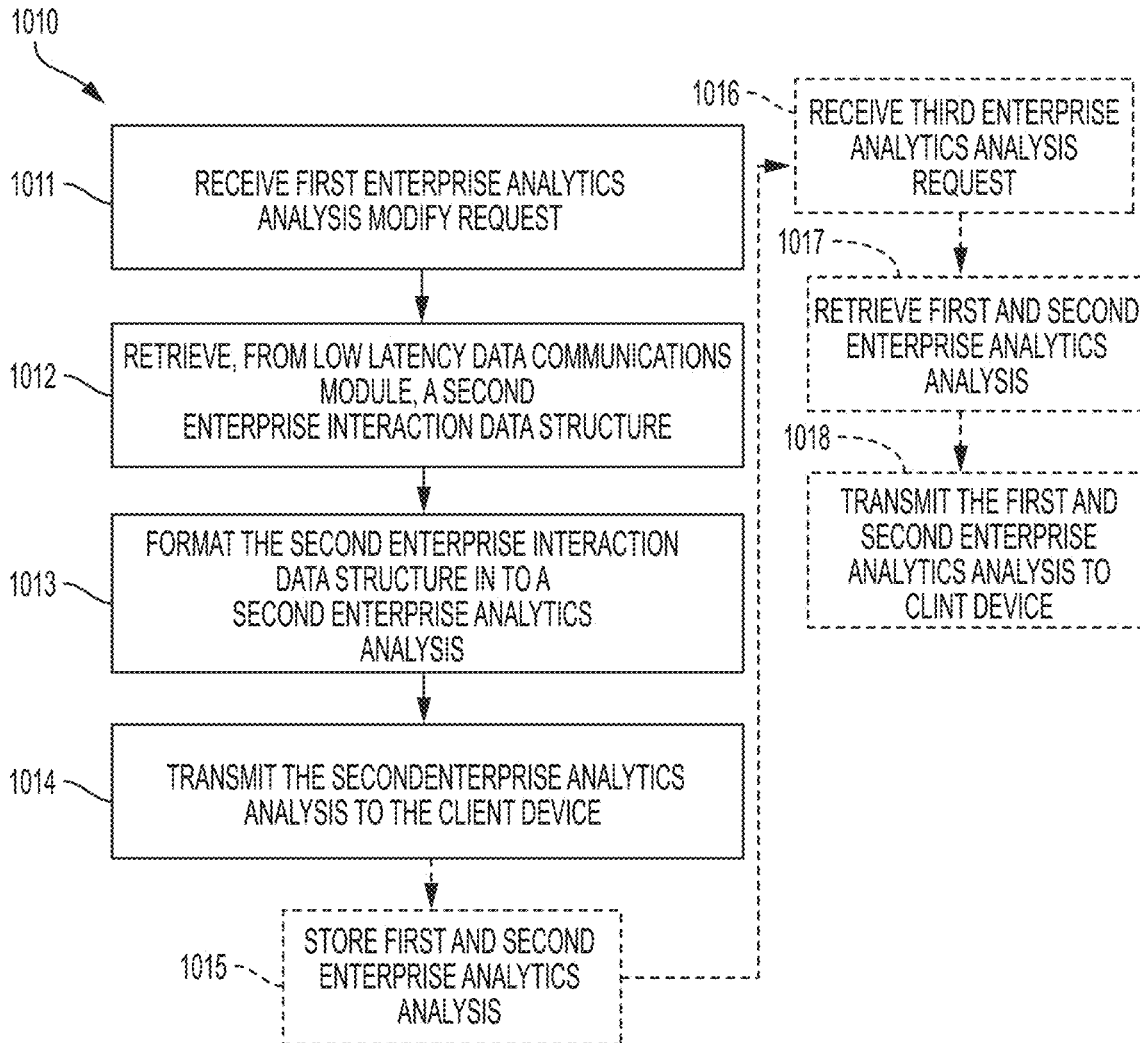 1010
1011
RECEIVE FIRST ENTERPRISE ANALYTICS
ANALYSIS MODIFY REQUEST
1012
RETRIEVE, FROM LOW LATENCY DATA COMMUNICATIONS
MODULE, A SECOND
ENTERPRISE INTERACTION DATA STRUCTURE
1013
FORMAT THE SECOND ENTERPRISE INTERACTION
DATA STRUCTURE IN TO A
SECOND ENTERPRISE ANALYTICS
ANALYSIS
1014
TRANSMIT THE SECONDENTERPRISE ANALYTICS
ANALYSIS TO THE CLIENT DEVICE
1015
STORE FIRST AND SECOND
ENTERPRISE ANALYTICS
ANALYSIS
1016
RECEIVE THIRD ENTERPRISE
ANALYTICS ANALYSIS
REQUEST
1017
RETRIEVE FIRST AND SECOND
ENTERPRISE ANALYTICS
ANALYSIS
1018
TRANSMIT THE FIRST AND
SECOND ENTERPRISE
ANALYTICS ANALYSIS TO
CLINT DEVICE